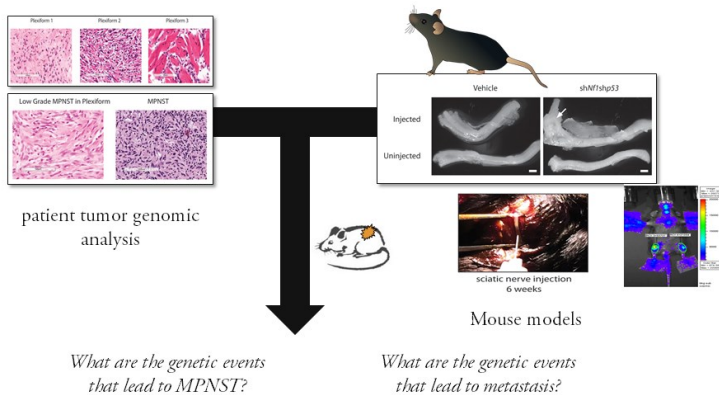 Plexiform 1
Plexiform 2
Plexiform 3
Low Grade MPNST in Plexiform
MPNST
patient tumor genomic
analysis
Vehicle
shNf1shp53
Injected
Uninjected
sciatic nerve injection
6 weeks
Mouse models
What are the genetic events
that lead to MPNST?
What are the genetic events
that lead to metastasis?